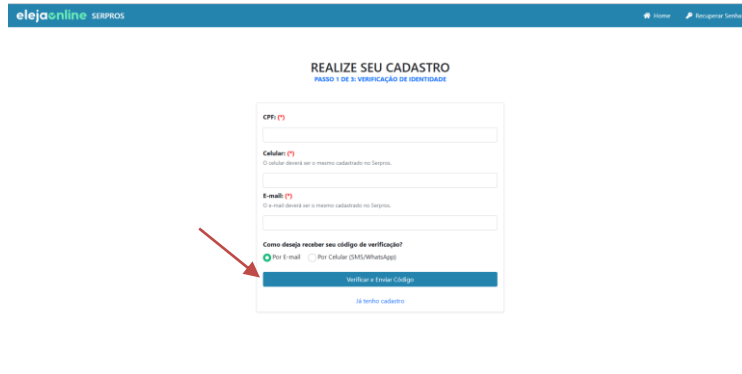 elejaonline SERPROS
Home
Recuperar Senha
REALIZE SEU CADASTRO
PASSO 1 DE 3: VERIFICAÇÃO DE IDENTIDADE
CPF: (*)
Celular: (*)
O celular deverá ser o mesmo cadastrado no Serpros.
E-mail: (*)
O e-mail deverá ser o mesmo cadastrado no Serpros.
Como deseja receber seu código de verificação?
Por E-mail Por Celular (SMS/WhatsApp)
Verificar e Enviar Código
Já tenho cadastro